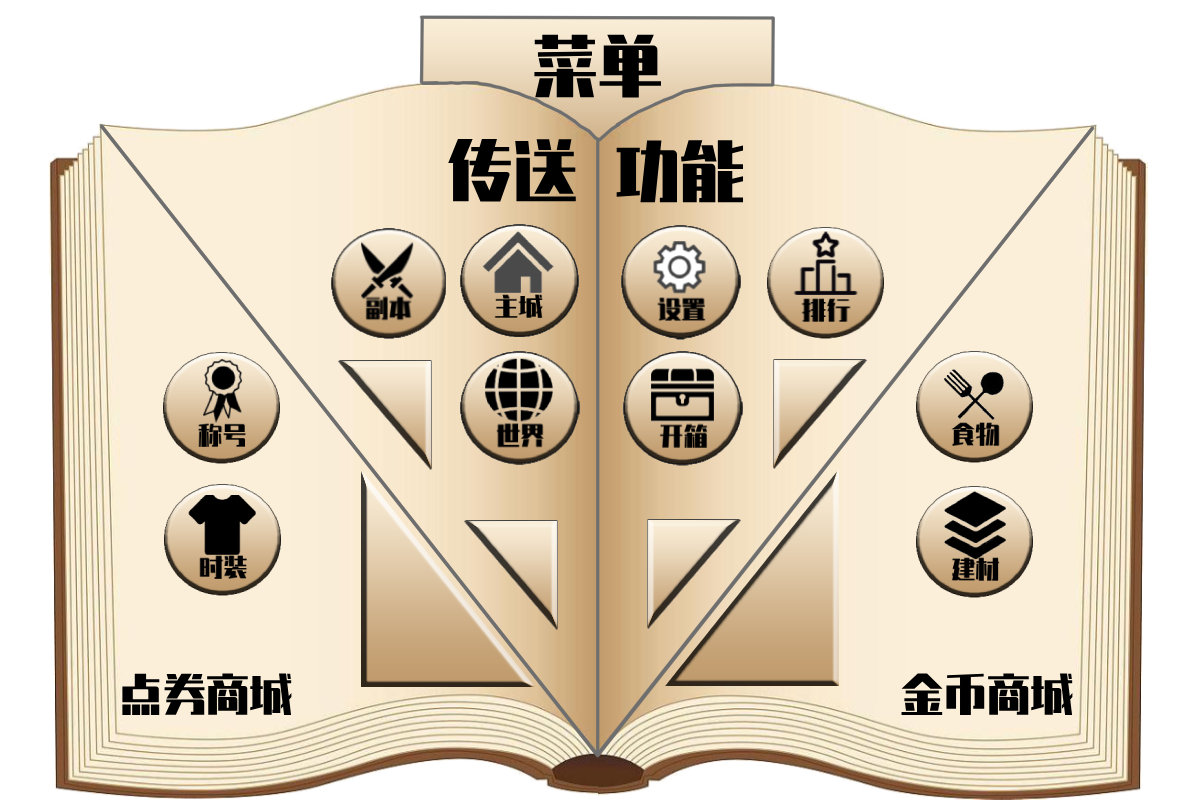 菜单
传送 功能
副本 主城 设置 排行
称号 世界 开箱 食物
时装 建材
点券商城 金币商城